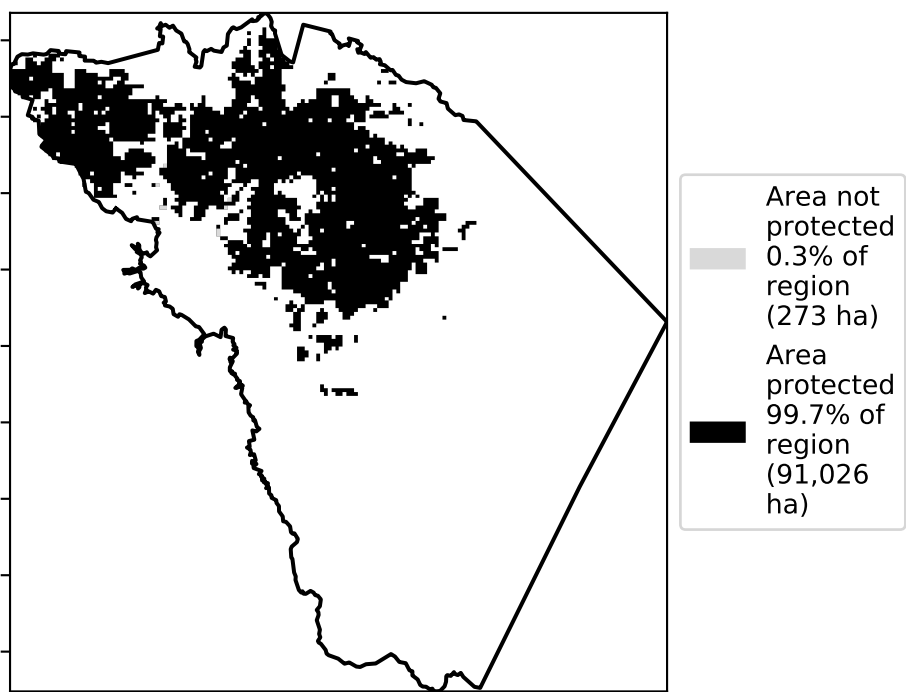 Area not
protected
0.3% of
region
(273 ha)
Area
protected
99.7% of
region
(91,026
ha)